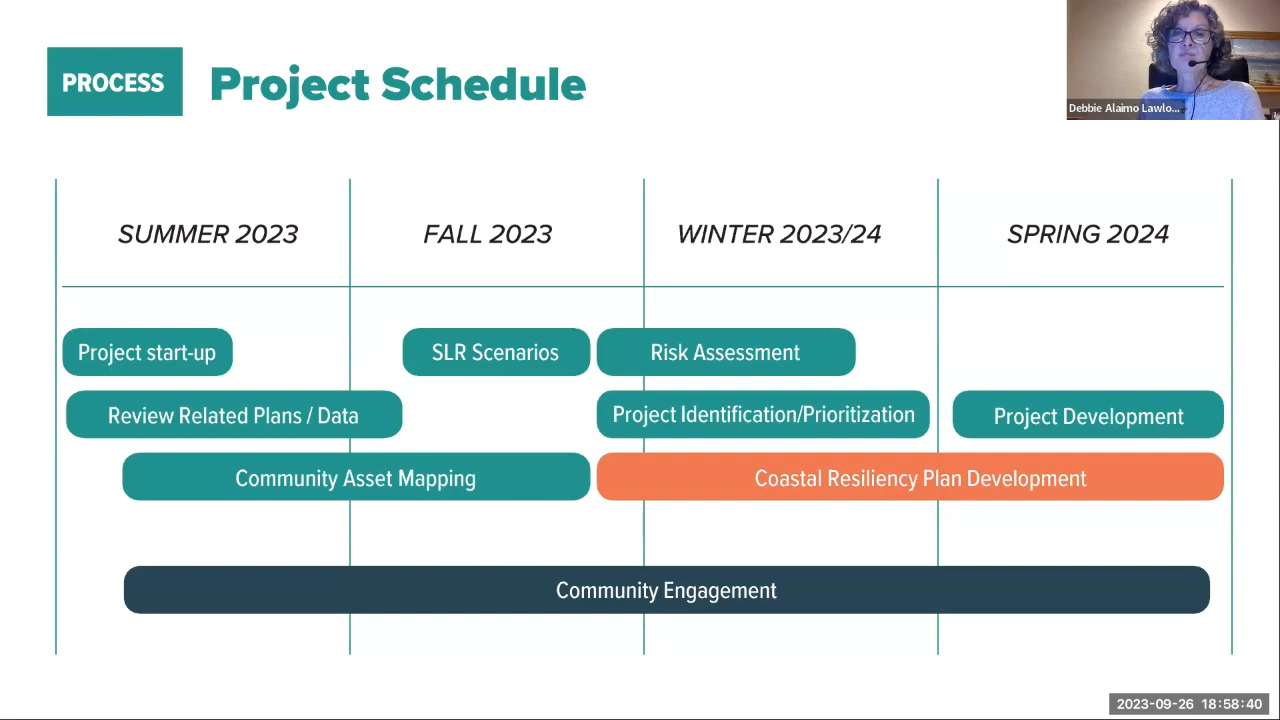 PROCESS
Project Schedule
Debbie Alaimo Lawlo...
SUMMER 2023
FALL 2023
WINTER 2023/24
SPRING 2024
Project start-up
SLR Scenarios
Risk Assessment
Review Related Plans / Data
Project Identification/Prioritization
Project Development
Community Asset Mapping
Coastal Resiliency Plan Development
Community Engagement
2023-09-26 18:58:40